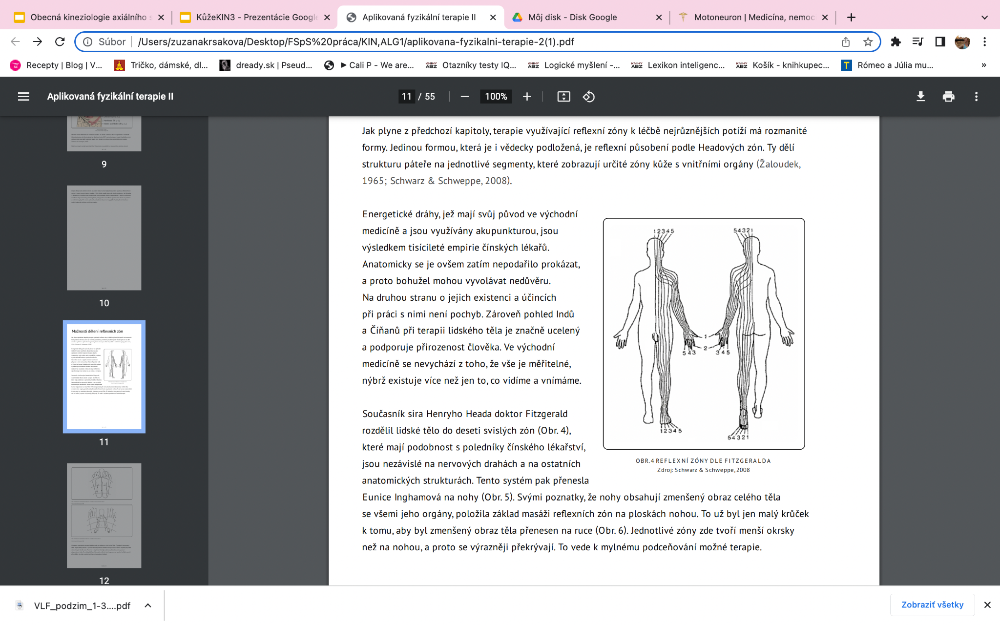 Obecná kineziologie axiálního
KůžeKIN3 - Prezentácie Google
Aplikovaná fyzikální terapie II
Môj disk - Disk Google
Motoneuron | Medicína, nemoc
Súbor
/Users/zuzanakrsakova/Desktop/FSpS%20práca/KIN,ALG1/aplikovana-fyzikalni-terapie-2(1).pdf
Recepty | Blog | V...
Tričko, dámské, dl...
dready.sk | Pseud...
► Cali P - We are...
KNIHY ABZ
Otazníky testy IQ...
KNIHY ABZ
Logické myšlení -...
KNIHY ABZ
Lexikon inteligenc...
KNIHY ABZ
Košík - knihkupec...
T
Rómeo a Júlia mu...
»
Aplikovaná fyzikální terapie II
11 / 55
100%
9
10
Možnosti dělení reflexních zón
11
12
Jak plyne z předchozí kapitoly, terapie využívající reflexní zóny k léčbě nejrůznějších potíží má rozmanité
formy. Jedinou formou, která je i vědecky podložená, je reflexní působení podle Headových zón. Ty dělí
strukturu páteře na jednotlivé segmenty, které zobrazují určité zóny kůže s vnitřními orgány (Žaloudek,
1965; Schwarz & Schweppe, 2008).
Energetické dráhy, jež mají svůj původ ve východní
medicíně a jsou využívány akupunkturou, jsou
výsledkem tisícileté empirie čínských lékařů.
Anatomicky se je ovšem zatím nepodařilo prokázat,
a proto bohužel mohou vyvolávat nedůvěru.
Na druhou stranu o jejich existenci a účincích
při práci s nimi není pochyb. Zároveň pohled Indů
a Číňanů při terapii lidského těla je značně ucelený
a podporuje přirozenost člověka. Ve východní
medicíně se nevychází z toho, že vše je měřitelné,
nýbrž existuje více než jen to, co vidíme a vnímáme.
Současník sira Henryho Heada doktor Fitzgerald
rozdělil lidské tělo do deseti svislých zón (Obr. 4),
které mají podobnost s poledníky čínského lékařství,
jsou nezávislé na nervových drahách a na ostatních
anatomických strukturách. Tento systém pak přenesla
Eunice Inghamová na nohy (Obr. 5). Svými poznatky, že nohy obsahují zmenšený obraz celého těla
se všemi jeho orgány, položila základ masáži reflexních zón na ploskách nohou. To už byl jen malý krůček
k tomu, aby byl zmenšený obraz těla přenesen na ruce (Obr. 6). Jednotlivé zóny zde tvoří menší okrsky
než na nohou, a proto se výrazněji překrývají. To vede k mylnému podceňování možné terapie.
12345
54321
1
2
543
345
12345
54321
OBR.4 REFLEXNÍ ZÓNY DLE FITZGERALDA
Zdroj: Schwarz & Schweppe, 2008
VLF_podzim_1-3....pdf
Zobraziť všetky